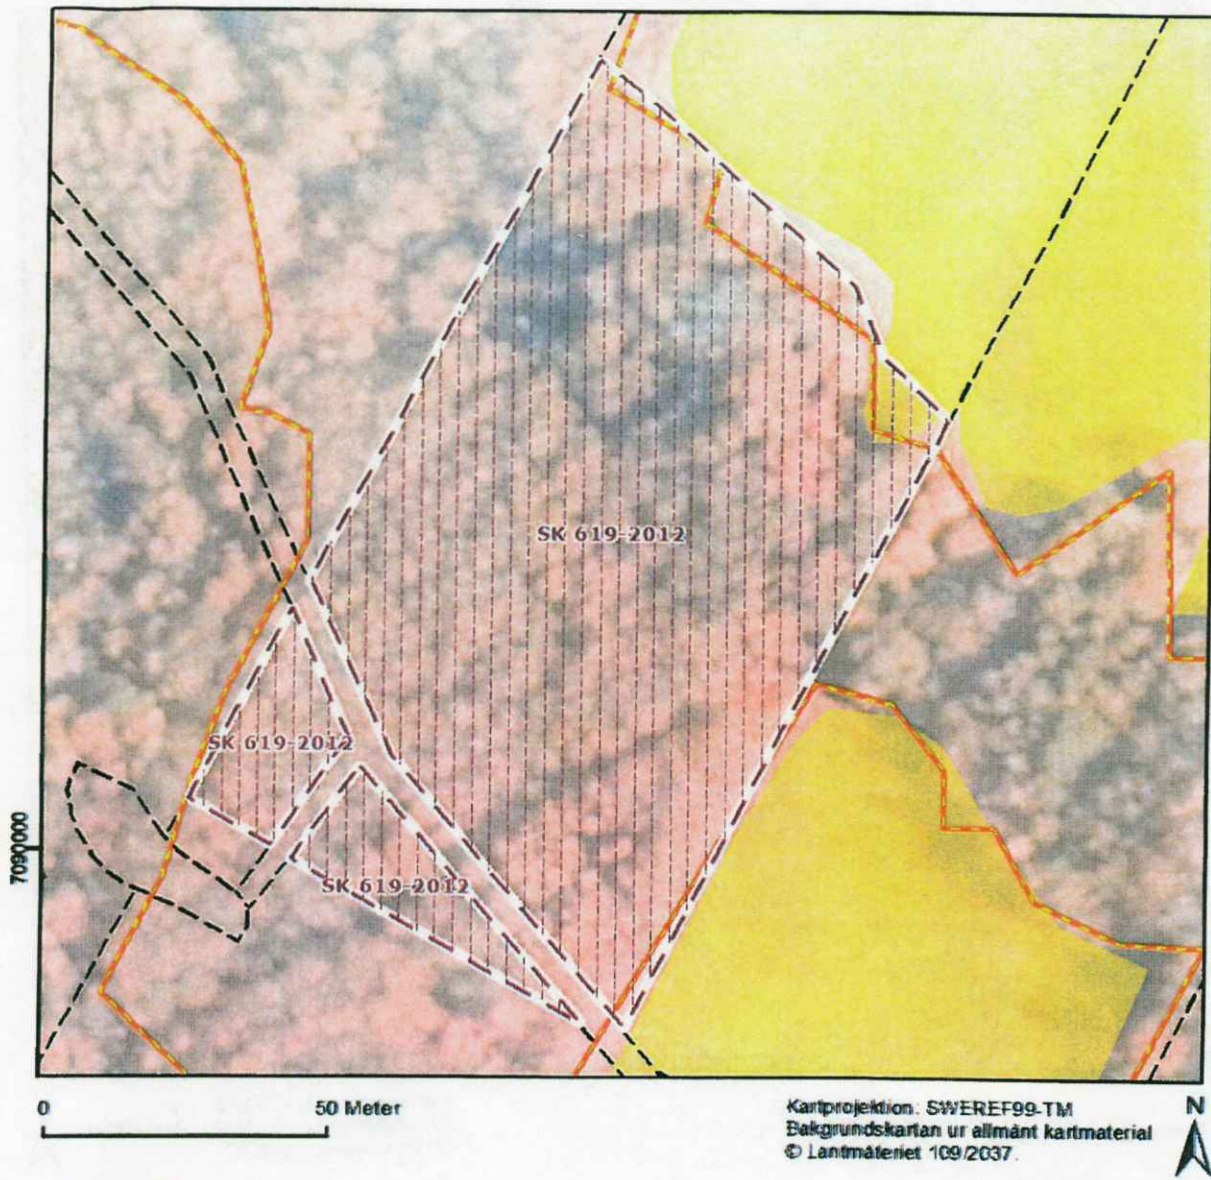 SK 619-2012
SK 619-2012
SK 619-2012
7090000
0 50 Meter
Kartprojektion: SWEREF99-TM
Bakgrundskartan ur allmänt kartmaterial
© Lantmäteriet 109/2037.
N